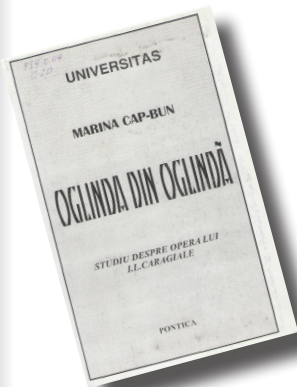 UNIVERSITAS
MARINA CAP-BUN
OGLINDA DIN OGLINDĂ
STUDIU DESPRE OPERA LUI
I.L.CARAGIALE
PONTICA